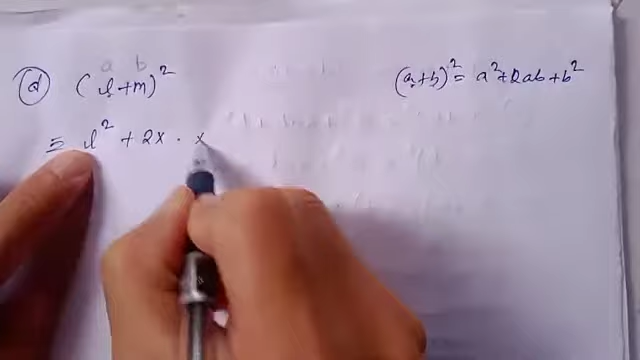 a b
(d) (l+m)² (a+b)² = a²+2ab+b²
= l² + 2x · x